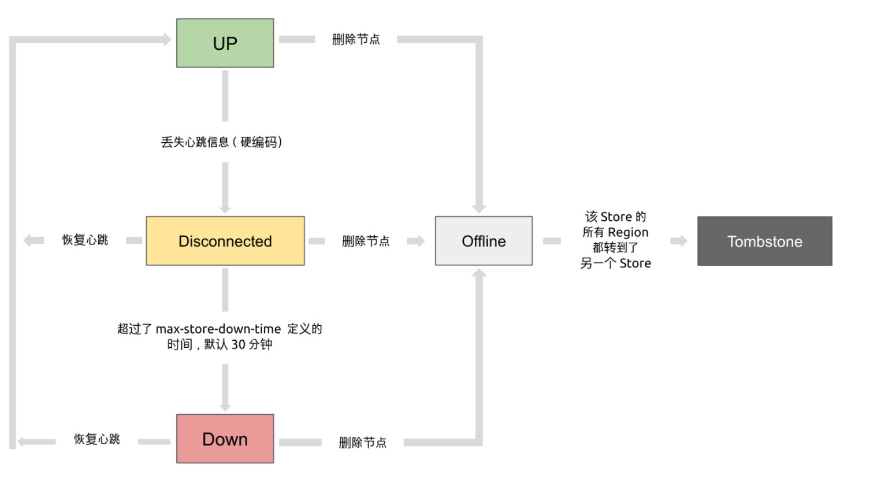 UP
删除节点
丢失心跳信息（硬编码）
恢复心跳
Disconnected
删除节点
Offline
该 Store 的
所有 Region
都转到了
另一个 Store
Tombstone
超过了 max-store-down-time 定义的
时间，默认 30 分钟
恢复心跳
Down
删除节点